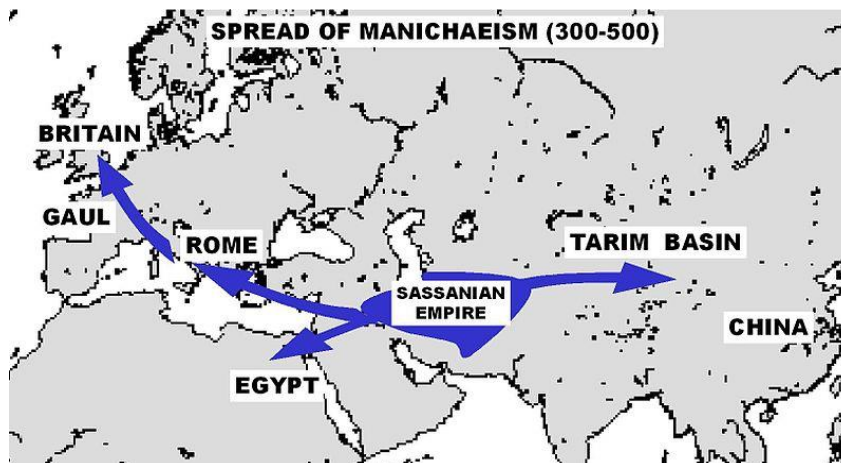 SPREAD OF MANICHAEISM (300-500)
BRITAIN
GAUL
ROME
TARIM BASIN
SASSANIAN
EMPIRE
CHINA
EGYPT